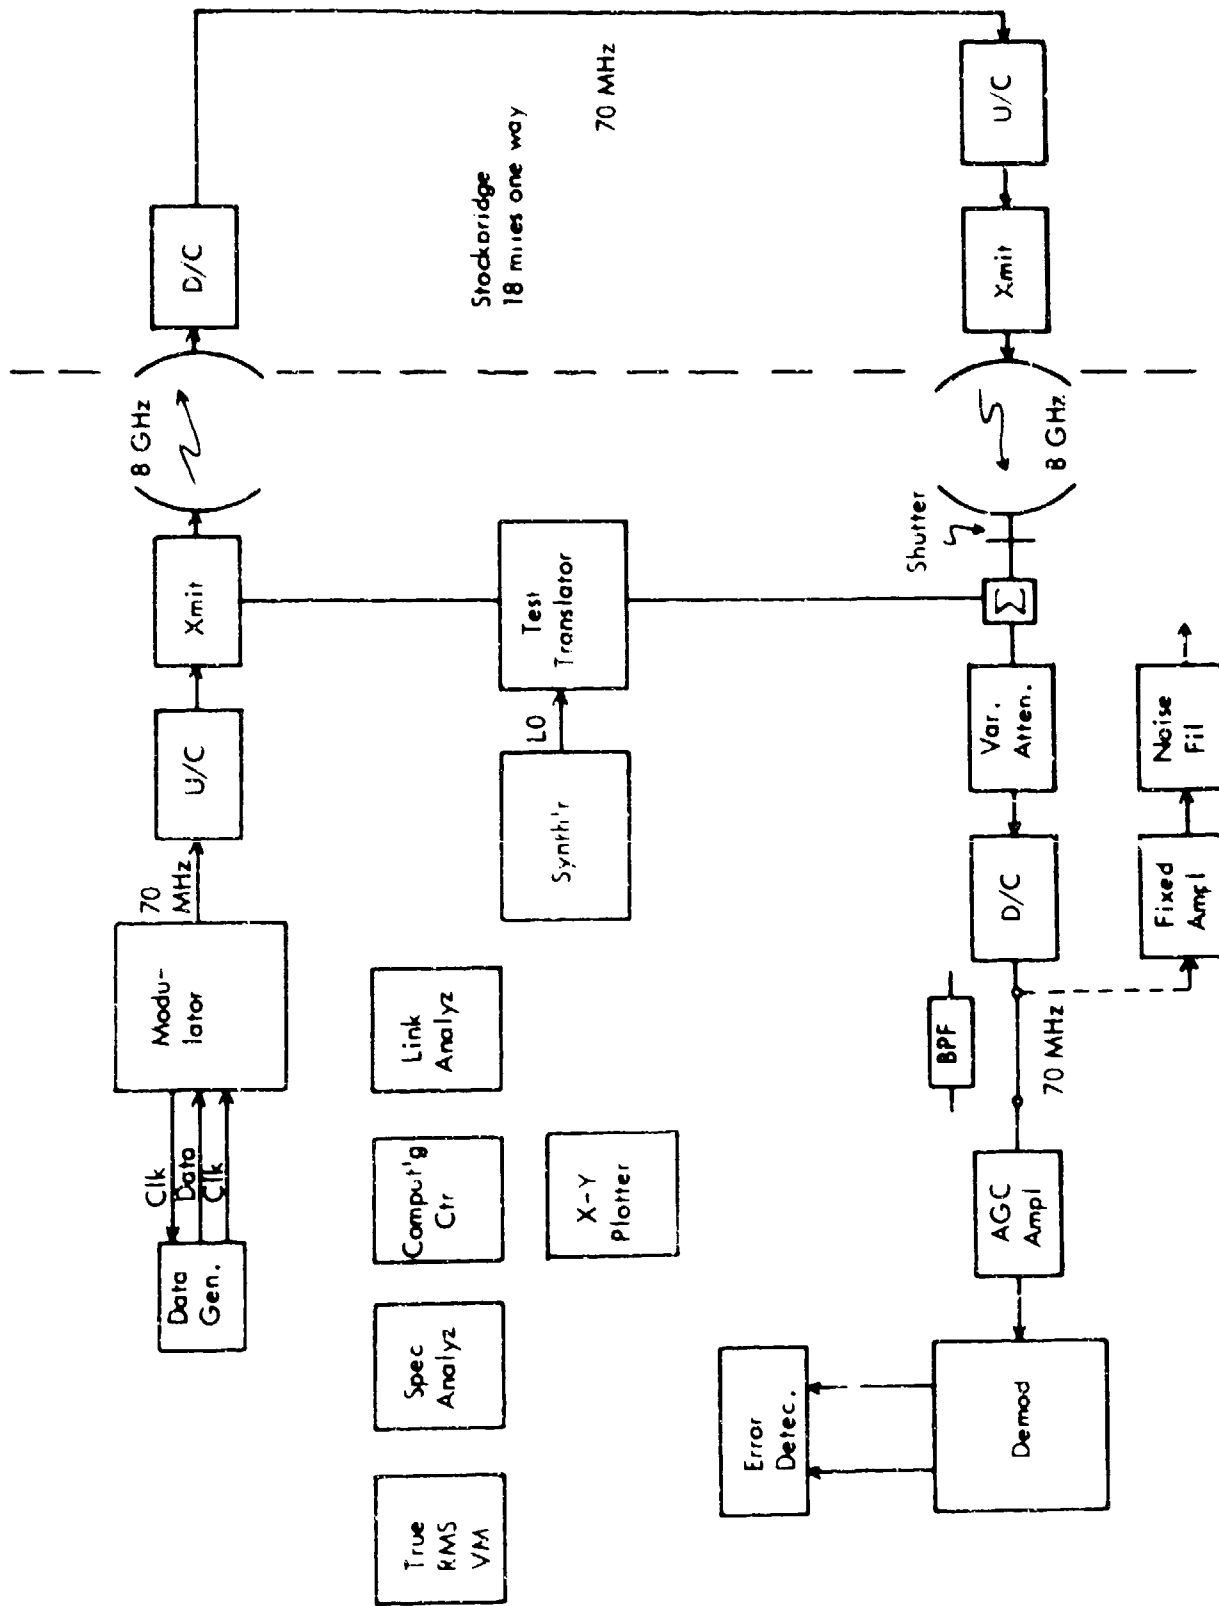 Data
Gen.
Clk
Data
Clk
Modu-
lator
70
MHz
U/C
Xmit
8 GHz
D/C
True
RMS
VM
Spec
Analyz
Comput'g
Ctr
Link
Analyz
X-Y
Plotter
Synth'r
LO
Test
Translator
Stockbridge
18 miles one way
70 MHz
Error
Detec.
Demod
AGC
Ampl
BPF
70 MHz
D/C
Var.
Atten.
Σ
Shutter
8 GHz
Xmit
U/C
Fixed
Ampl
Noise
Fil